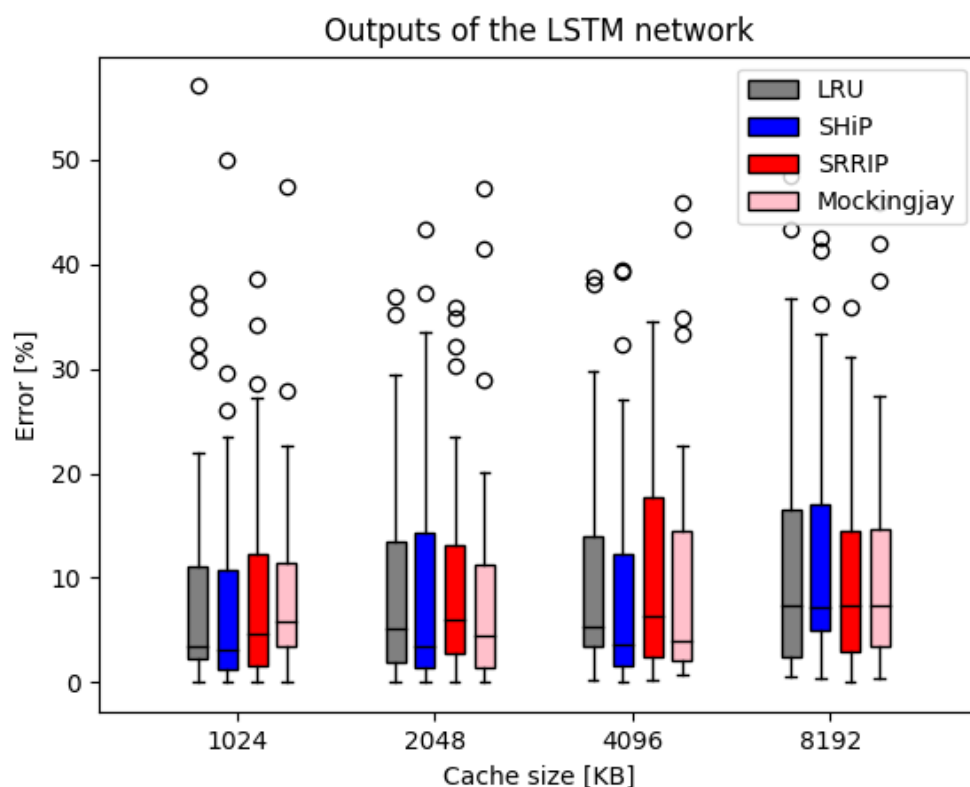 Outputs of the LSTM network
LRU
SHiP
SRRIP
Mockingjay
Error [%]
50
40
30
20
10
0
1024 2048 4096 8192
Cache size [KB]